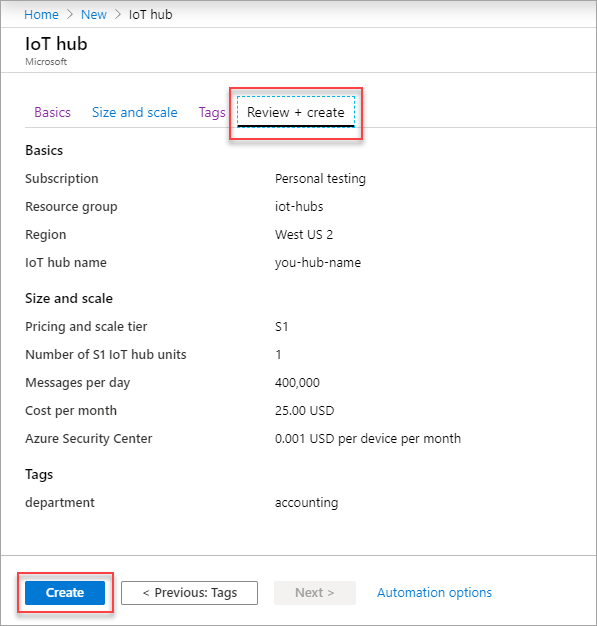 Home > New > IoT hub
IoT hub
Microsoft
Basics Size and scale Tags Review + create
Basics
Subscription Personal testing
Resource group iot-hubs
Region West US 2
IoT hub name you-hub-name
Size and scale
Pricing and scale tier S1
Number of S1 IoT hub units 1
Messages per day 400,000
Cost per month 25.00 USD
Azure Security Center 0.001 USD per device per month
Tags
department accounting
Create < Previous: Tags Next > Automation options